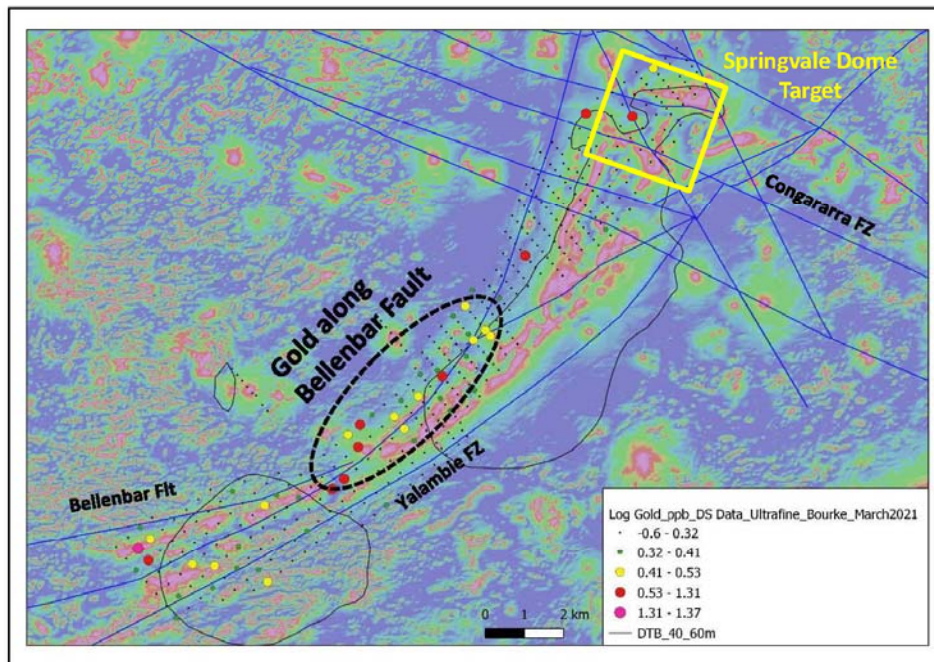 Springvale Dome
Target
Congararra FZ
Gold along
Bellenbar Fault
Yalambie FZ
Bellenbar Flt
Log Gold_ppb_DS Data_Ultrafine_Bourke_March2021
-0.6 - 0.32
0.32 - 0.41
0.41 - 0.53
0.53 - 1.31
1.31 - 1.37
DTB_40_60m
0 1 2 km